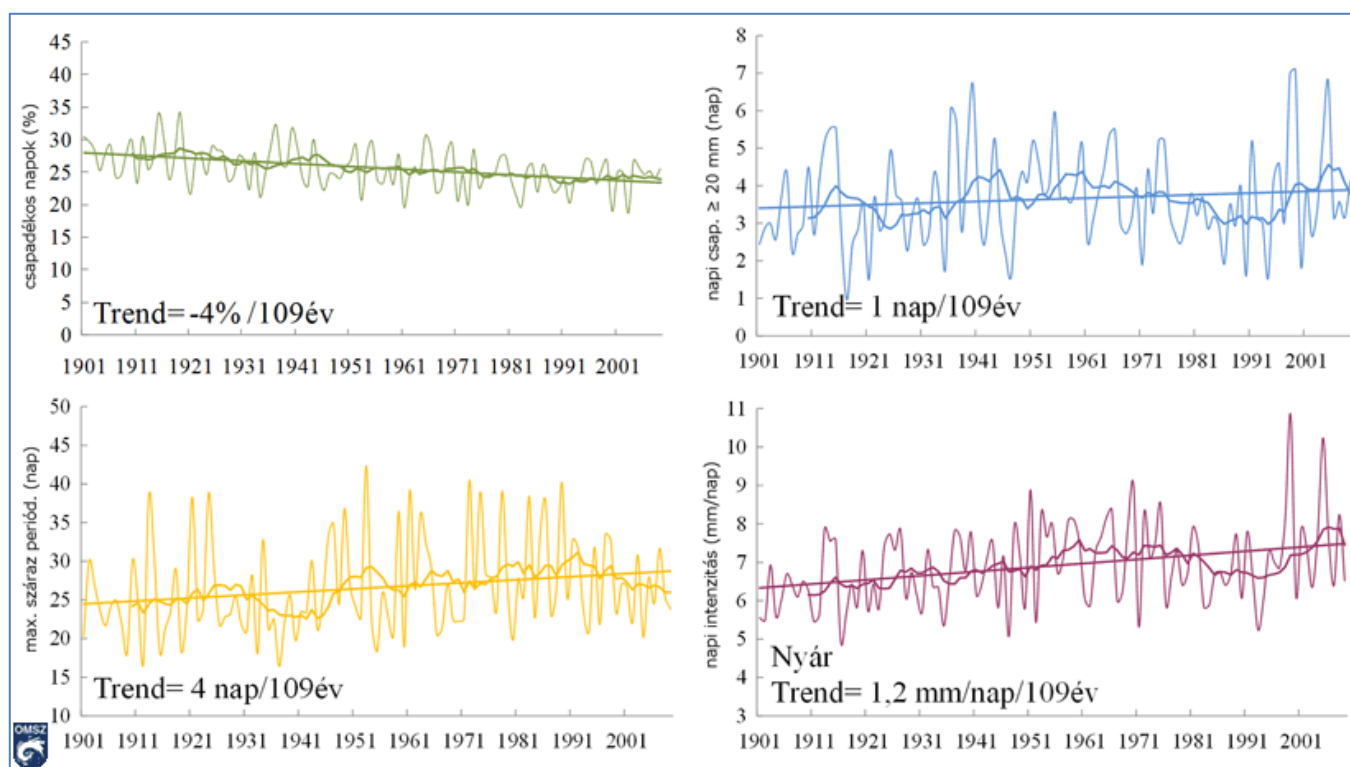 csapadékos napok (%)
45
40
35
30
25
20
15
10
5
0
Trend= -4% /109év
1901 1911 1921 1931 1941 1951 1961 1971 1981 1991 2001
napi csap. ≥ 20 mm (nap)
8
7
6
5
4
3
2
1
0
Trend= 1 nap/109év
1901 1911 1921 1931 1941 1951 1961 1971 1981 1991 2001
max. száraz periód. (nap)
50
45
40
35
30
25
20
15
10
Trend= 4 nap/109év
1901 1911 1921 1931 1941 1951 1961 1971 1981 1991 2001
napi intenzitás (mm/nap)
11
10
9
8
7
6
5
4
3
Nyár
Trend= 1,2 mm/nap/109év
1901 1911 1921 1931 1941 1951 1961 1971 1981 1991 2001
OMSZ